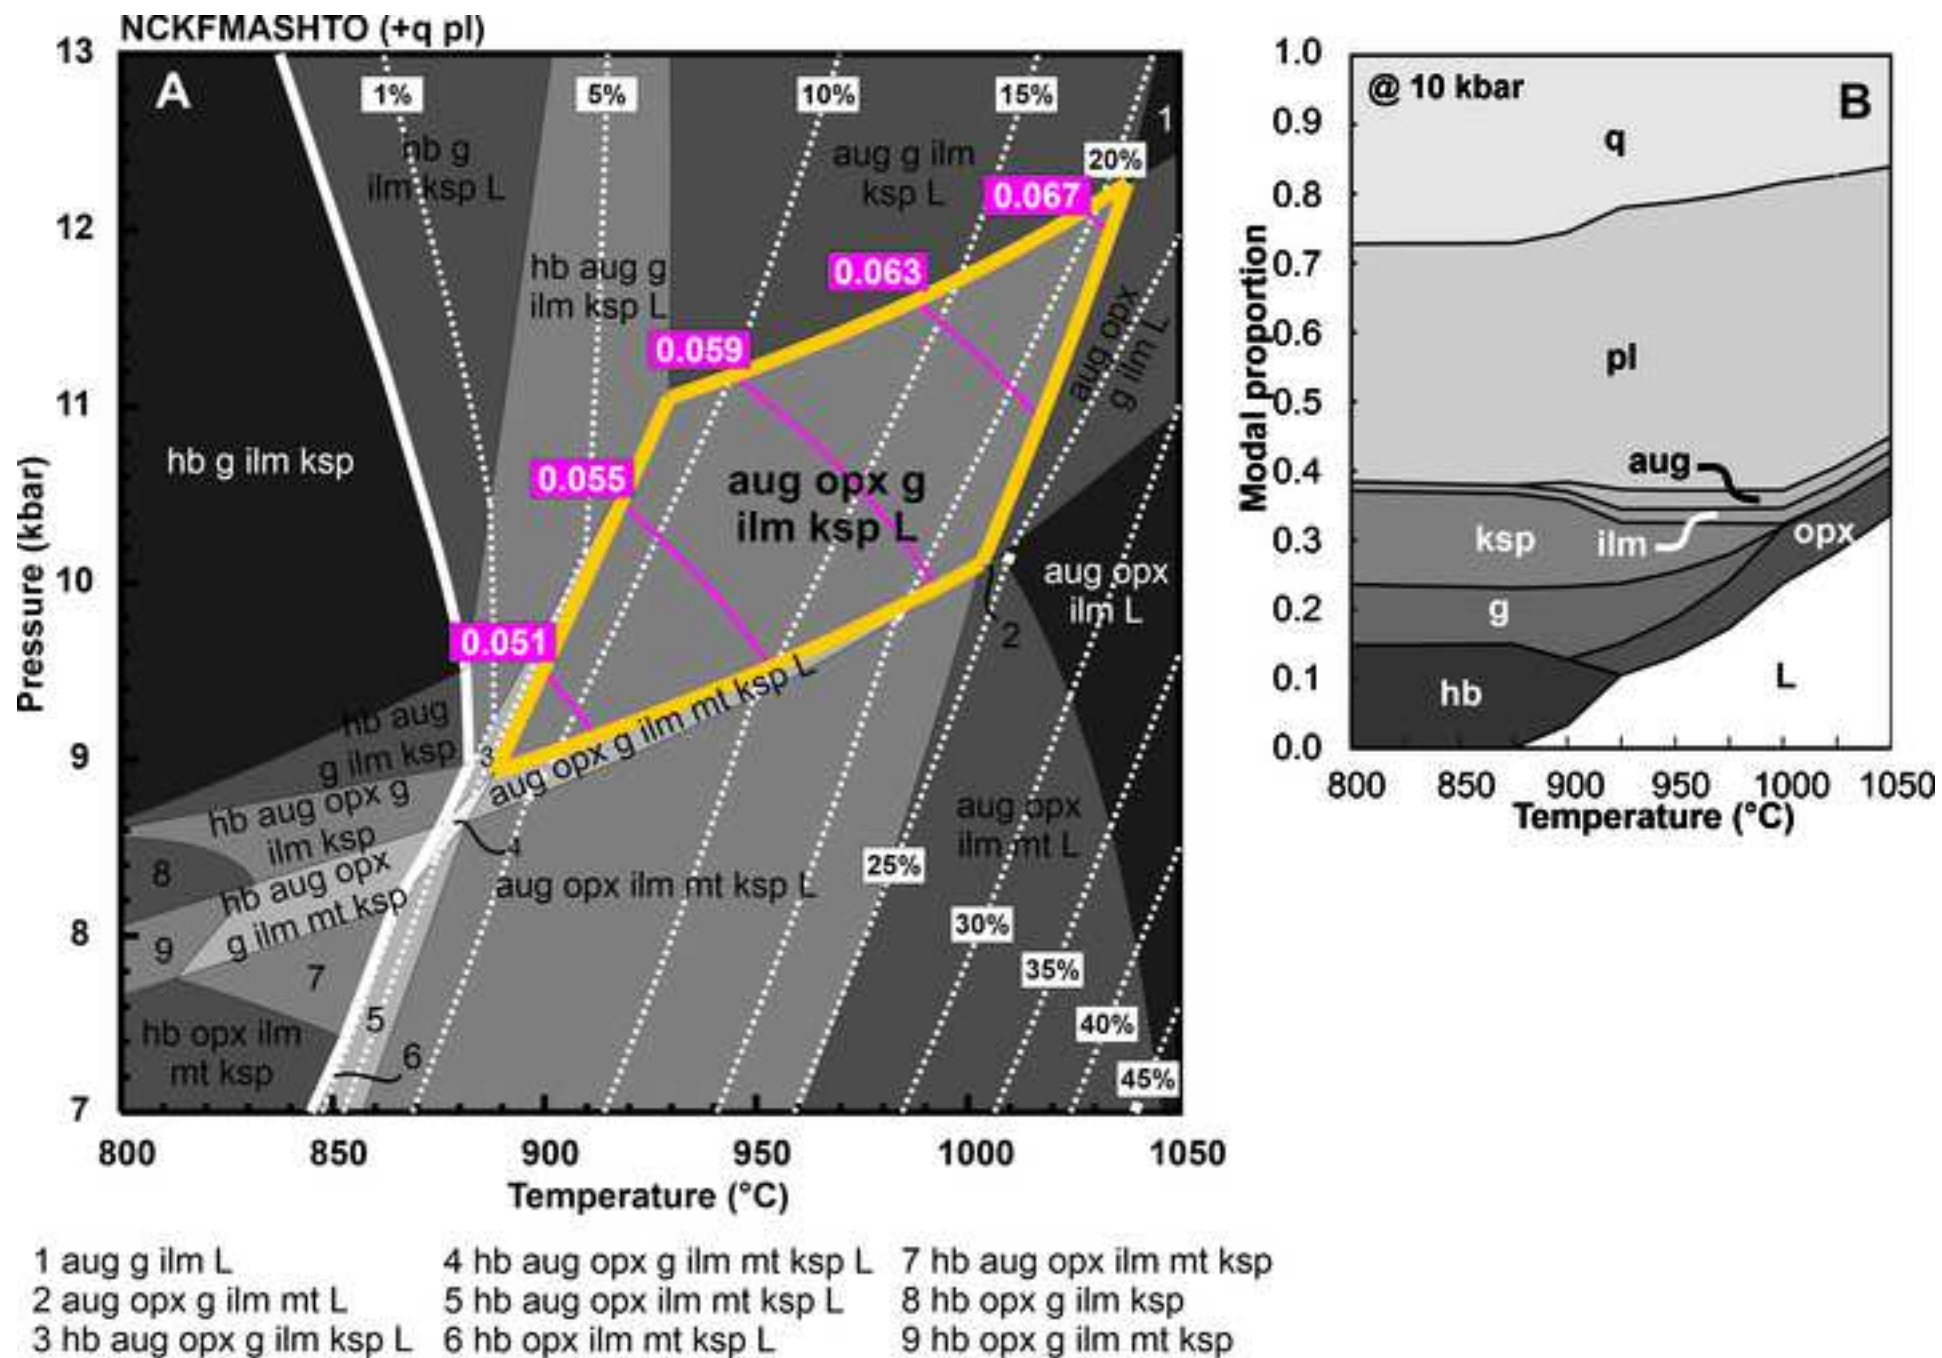 NCKFMASHTO (+q pl)
A
1%
5%
10%
15%
20%
25%
30%
35%
40%
45%
1
hb g
ilm ksp L
aug g ilm
ksp L
0.067
0.063
0.059
0.055
0.051
hb aug g
ilm ksp L
aug opx
g ilm L
hb g ilm ksp
aug opx g
ilm ksp L
aug opx
ilm L
2
hb aug
g ilm ksp
3
aug opx g ilm mt ksp L
hb aug opx g
ilm ksp
4
8
hb aug opx
g ilm mt ksp
aug opx ilm mt ksp L
aug opx
ilm mt L
9
7
5
6
hb opx ilm
mt ksp
Pressure (kbar)
13
12
11
10
9
8
7
800
850
900
950
1000
1050
Temperature (°C)
@ 10 kbar
B
q
pl
aug
ksp
ilm
opx
g
hb
L
Modal proportion
1.0
0.9
0.8
0.7
0.6
0.5
0.4
0.3
0.2
0.1
0.0
800
850
900
950
1000
1050
Temperature (°C)
1 aug g ilm L
2 aug opx g ilm mt L
3 hb aug opx g ilm ksp L
4 hb aug opx g ilm mt ksp L
5 hb aug opx ilm mt ksp L
6 hb opx ilm mt ksp L
7 hb aug opx ilm mt ksp
8 hb opx g ilm ksp
9 hb opx g ilm mt ksp